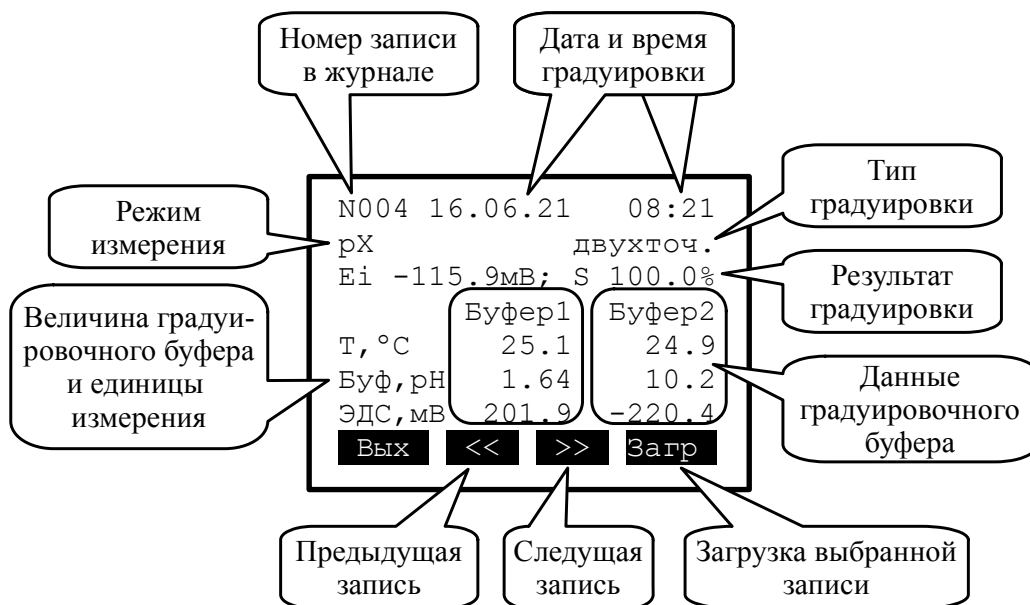 Номер записи
в журнале
Дата и время
градуировки
Тип
градуировки
Режим
измерения
Результат
градуировки
Величина градуи-
ровочного буфера
и единицы
измерения
Данные
градуировочного
буфера
N004 16.06.21 08:21
pX двухточ.
Ei -115.9мВ; S 100.0%
Буфер1 Буфер2
Т,°С 25.1 24.9
Буф,рН 1.64 10.2
ЭДС,мВ 201.9 -220.4
Вых << >> Загр
Предыдущая
запись
Следущая
запись
Загрузка выбранной
записи